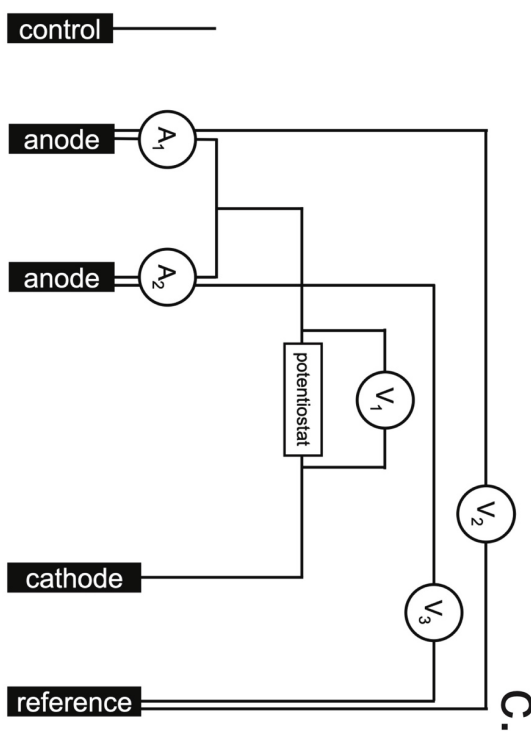 control
anode
A1
anode
A2
potentiostat
V1
V2
cathode
V3
reference
C.